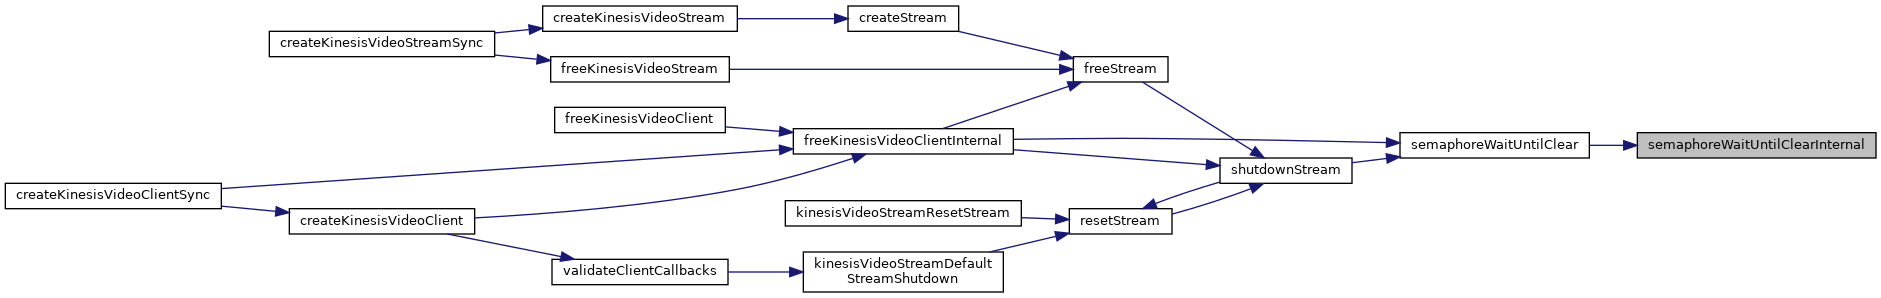 createKinesisVideoStream
createStream
createKinesisVideoStreamSync
freeKinesisVideoStream
freeStream
freeKinesisVideoClient
freeKinesisVideoClientInternal
semaphoreWaitUntilClear
semaphoreWaitUntilClearInternal
shutdownStream
createKinesisVideoClientSync
createKinesisVideoClient
kinesisVideoStreamResetStream
resetStream
validateClientCallbacks
kinesisVideoStreamDefault
StreamShutdown